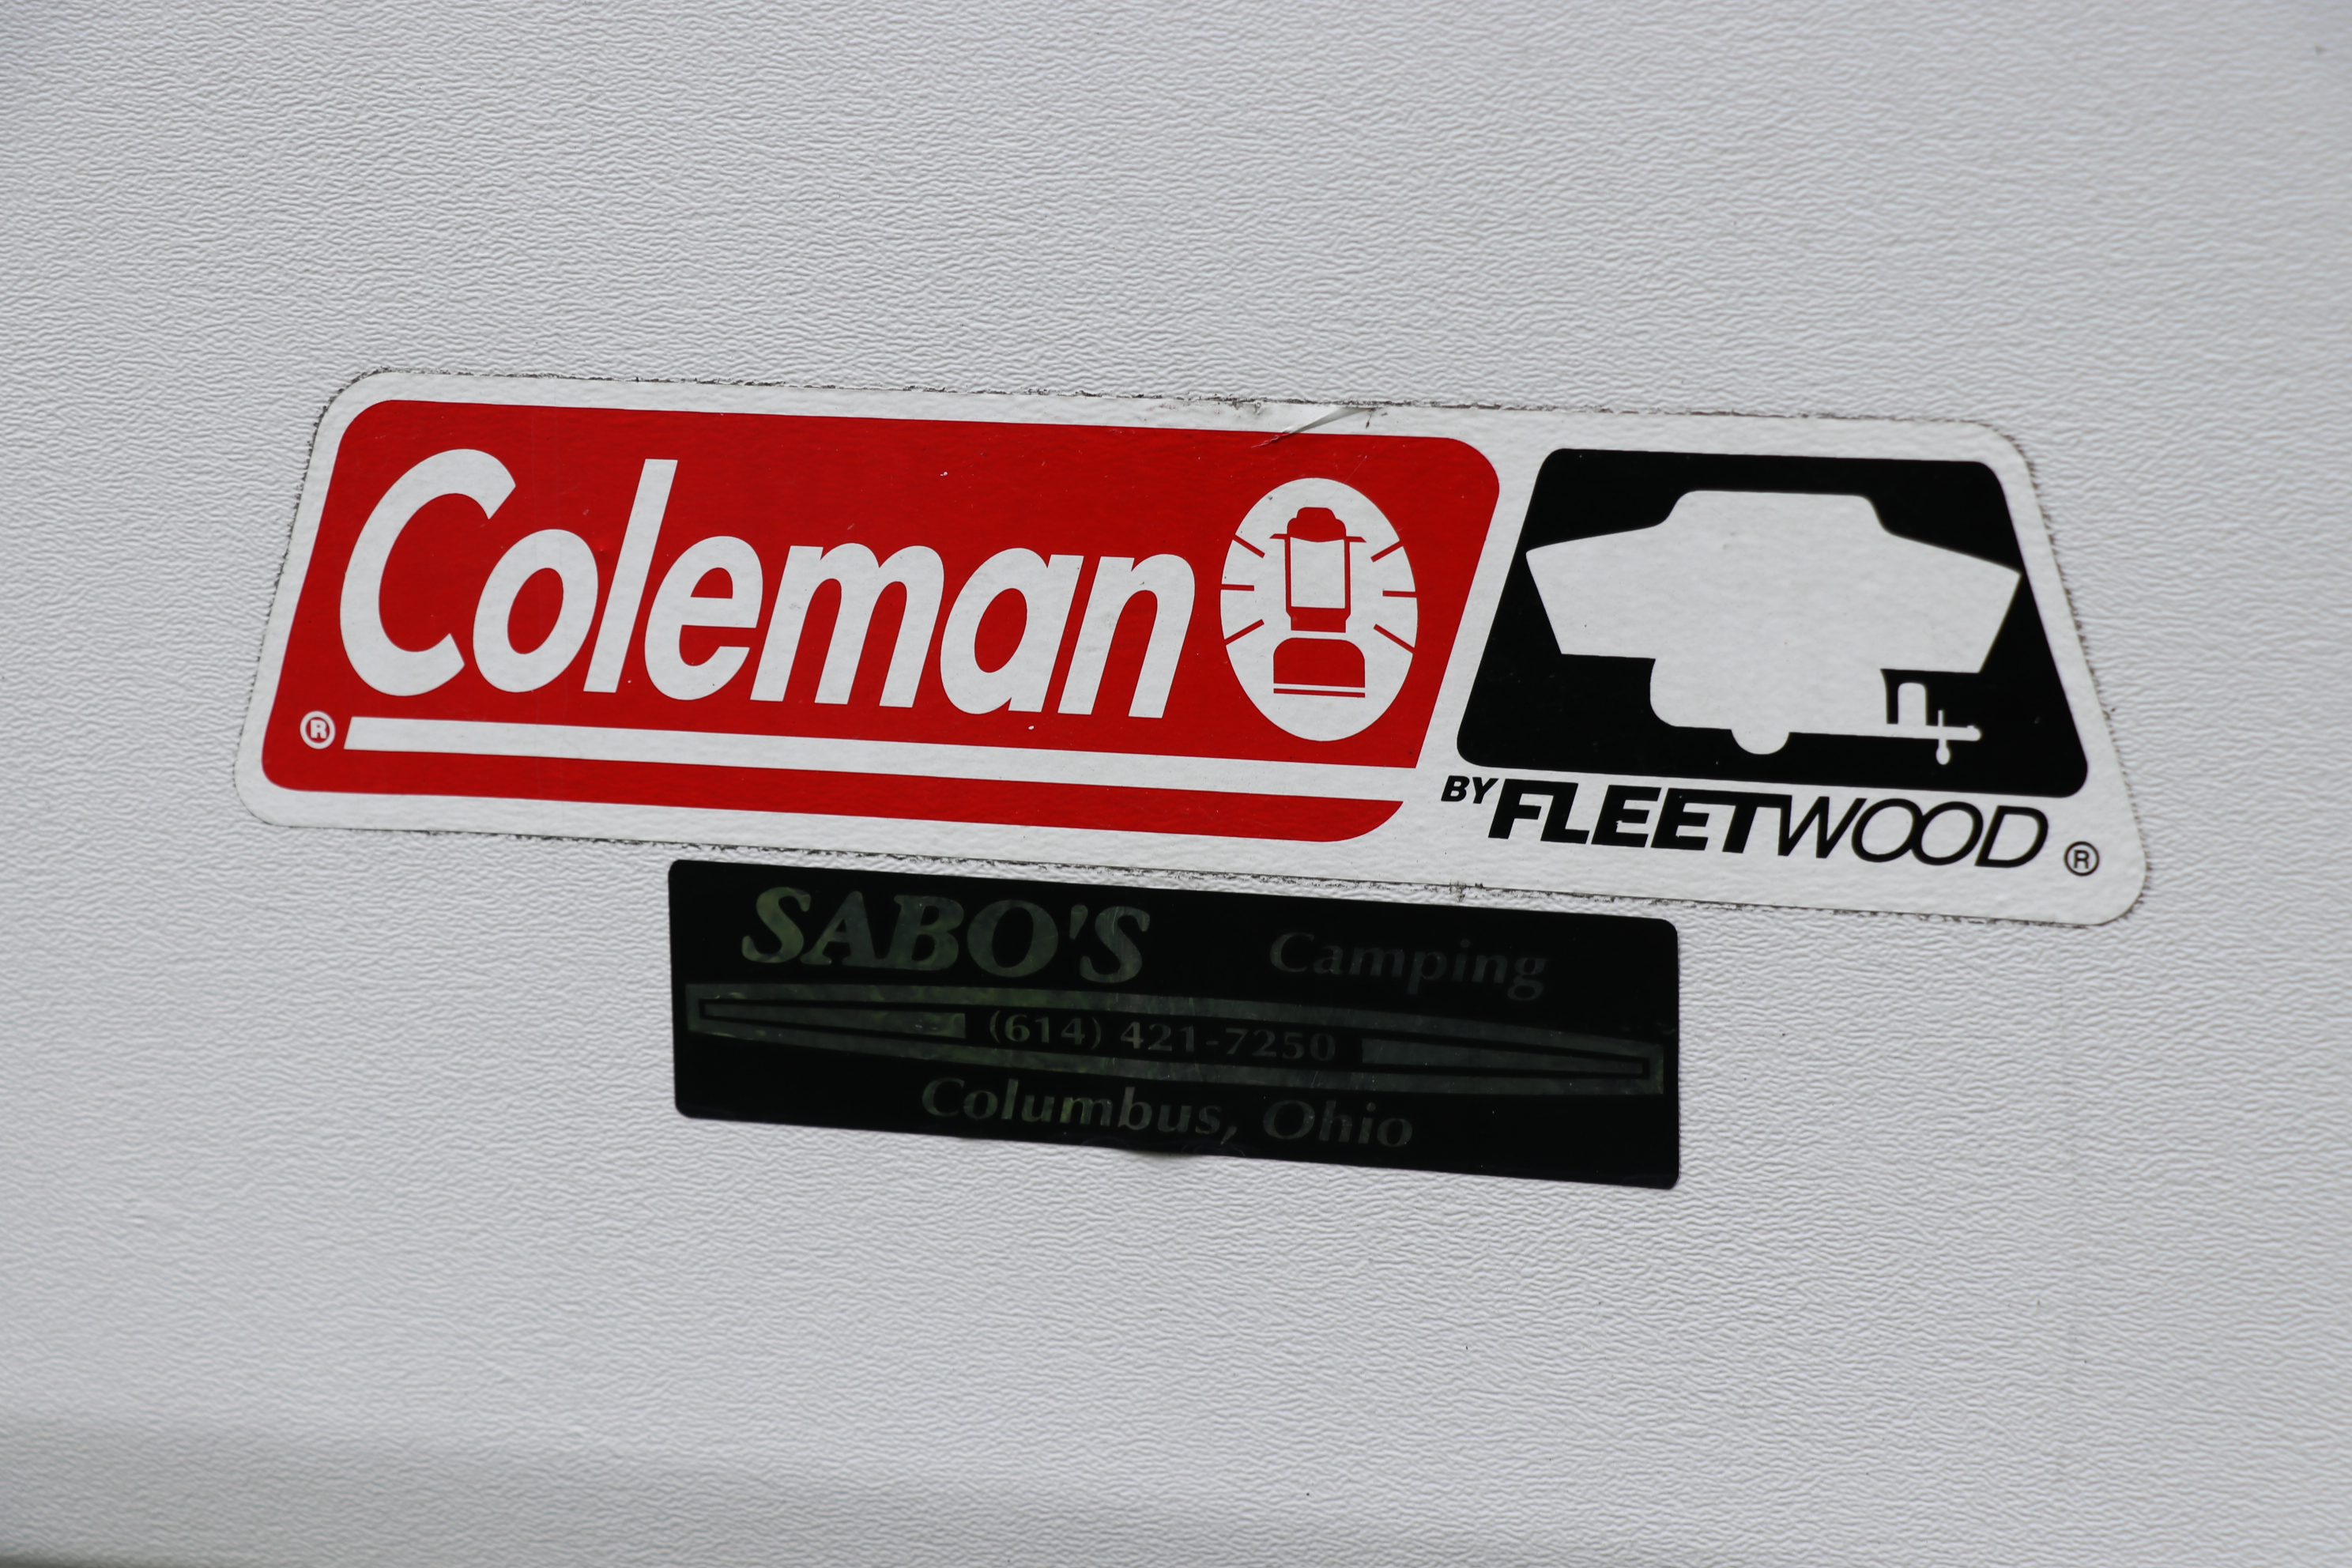 Coleman
®
BY FLEETWOOD ®
SABO'S Camping
(614) 421-7250
Columbus, Ohio